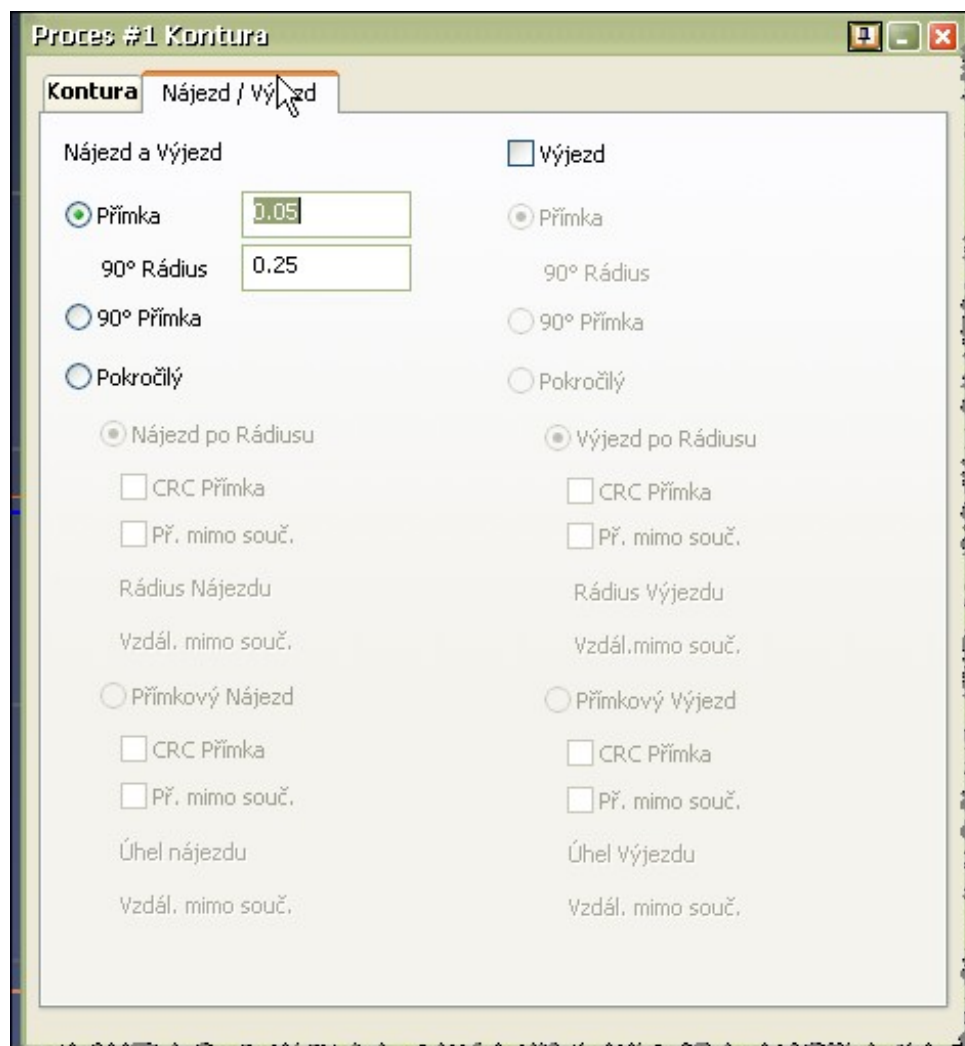 Proces #1 Kontura
Kontura Nájezd / Výjezd
Nájezd a Výjezd
Přímka 0.05
90° Rádius 0.25
90° Přímka
Pokročilý
Nájezd po Rádiusu
CRC Přímka
Př. mimo souč.
Rádius Nájezdu
Vzdál. mimo souč.
Přímkový Nájezd
CRC Přímka
Př. mimo souč.
Úhel nájezdu
Vzdál. mimo souč.
Výjezd
Přímka
90° Rádius
90° Přímka
Pokročilý
Výjezd po Rádiusu
CRC Přímka
Př. mimo souč.
Rádius Výjezdu
Vzdál.mimo souč.
Přímkový Výjezd
CRC Přímka
Př. mimo souč.
Úhel Výjezdu
Vzdál. mimo souč.